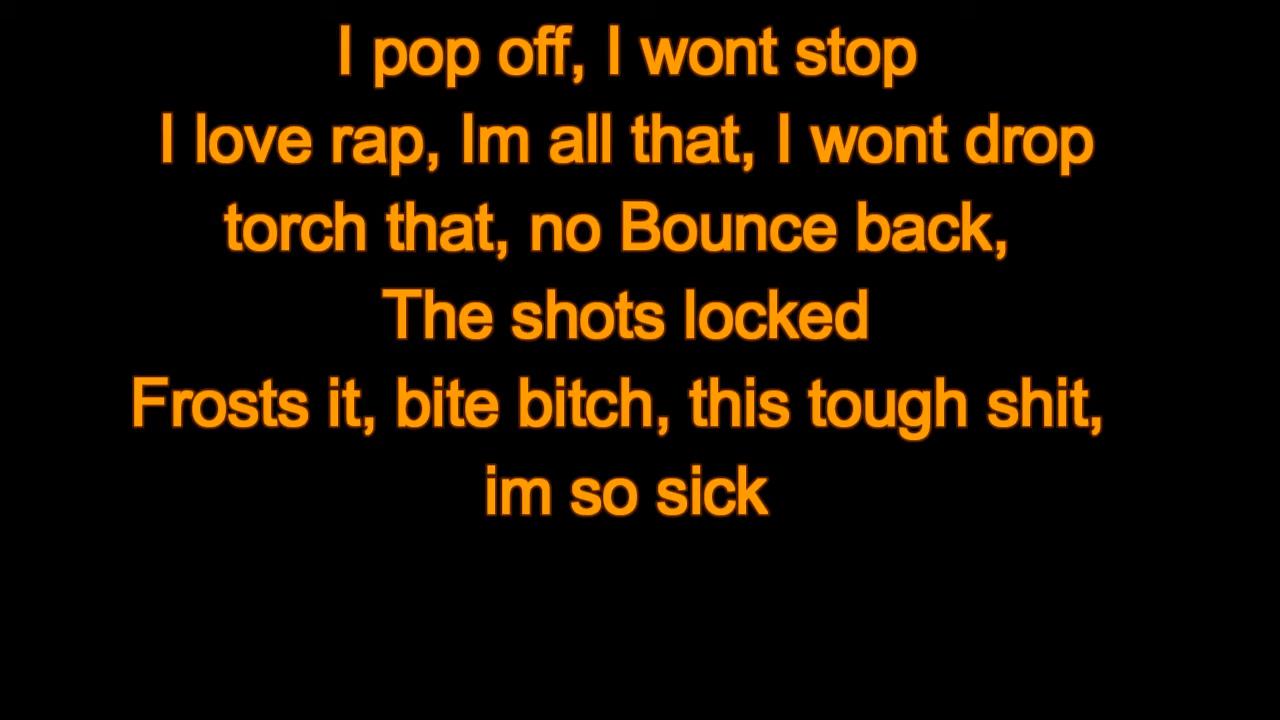 I pop off, I wont stop
I love rap, Im all that, I wont drop
torch that, no Bounce back,
The shots locked
Frosts it, bite bitch, this tough shit,
im so sick